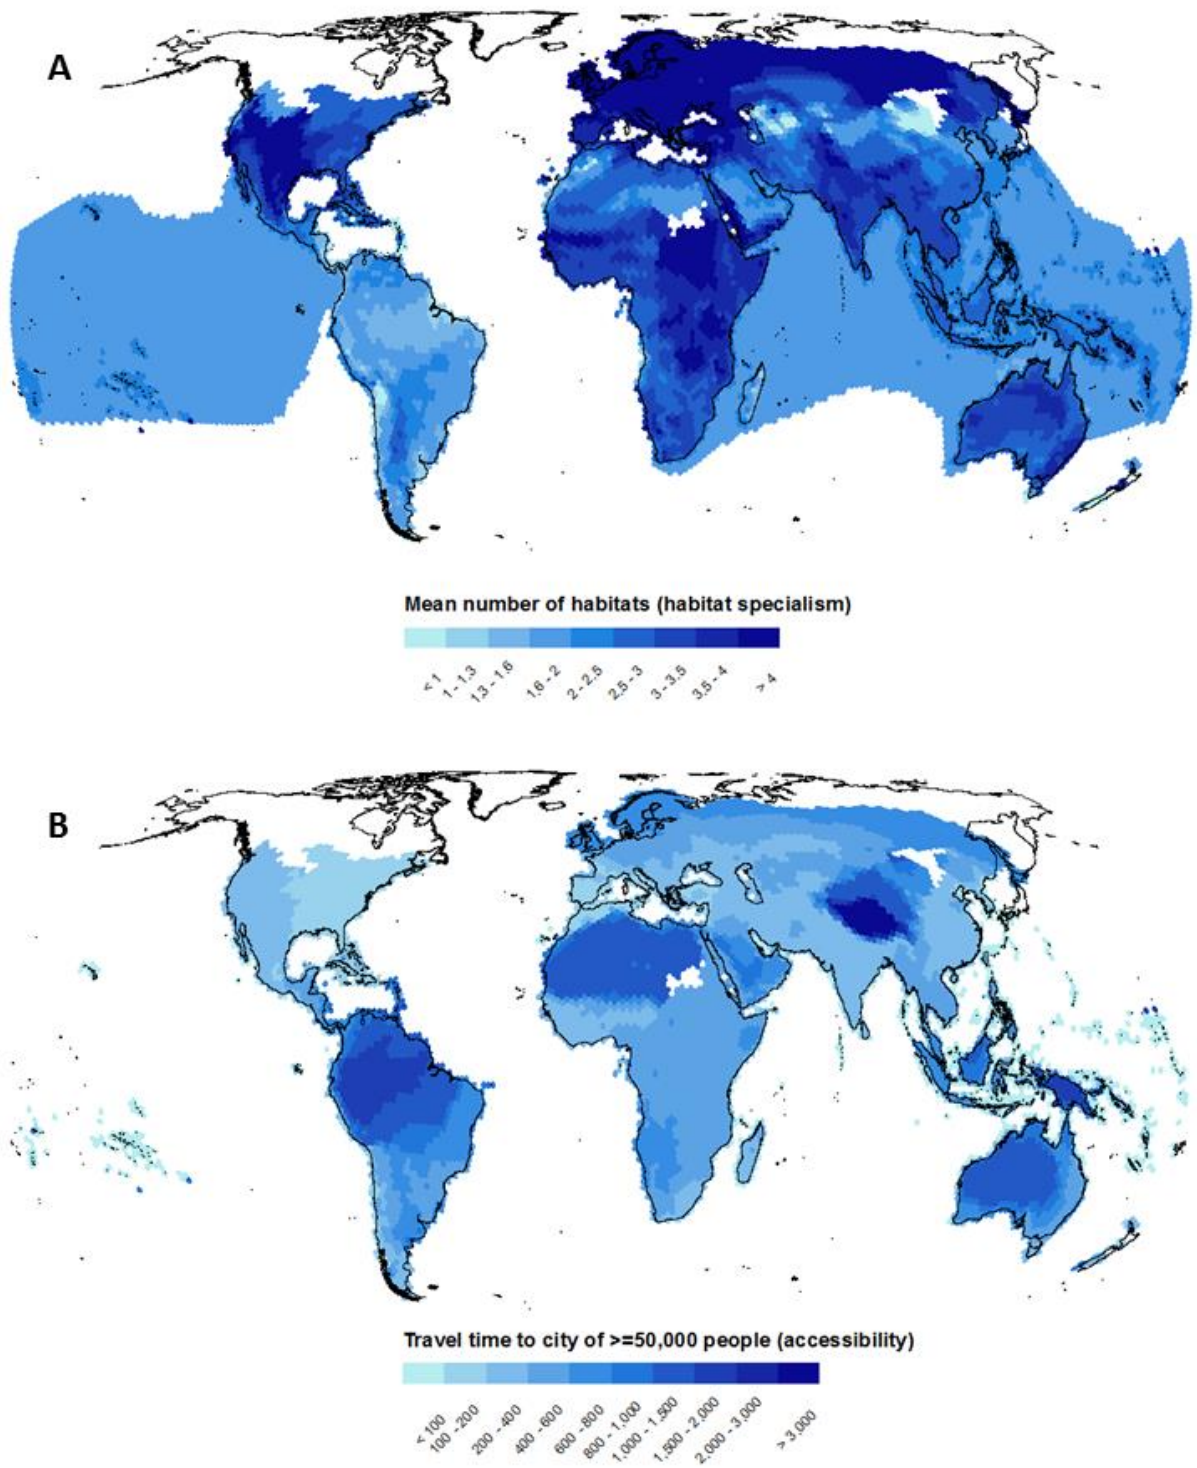 A
Mean number of habitats (habitat specialism)
< 1
1 - 1.3
1.3 - 1.6
1.6 - 2
2 - 2.5
2.5 - 3
3 - 3.5
3.5 - 4
> 4
B
Travel time to city of >=50,000 people (accessibility)
< 100
100 - 200
200 - 400
400 - 600
600 - 800
800 - 1,000
1,000 - 1,500
1,500 - 2,000
2,000 - 3,000
> 3,000